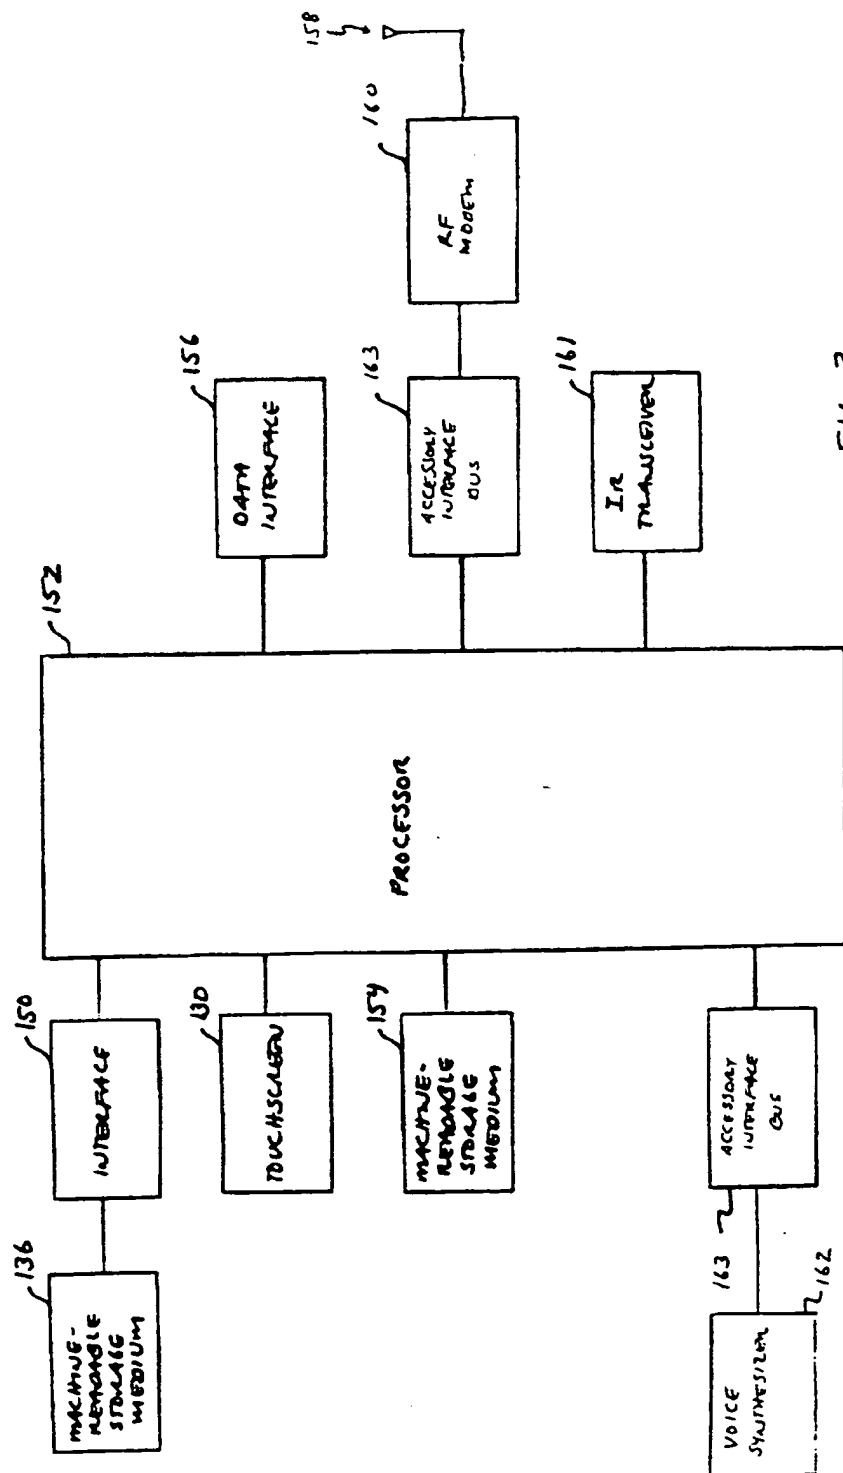 136
MACHINE-
READABLE
STORAGE
MEDIUM
150
INTERFACE
130
TOUCHSCREEN
154
MACHINE-
READABLE
STORAGE
MEDIUM
VOICE
SYNTHESIZER
162
163
ACCESSORY
INTERFACE
BUS
152
PROCESSOR
156
DATA
INTERFACE
163
ACCESSORY
INTERFACE
BUS
161
IR
TRANSCEIVER
160
RF
MODEM
158